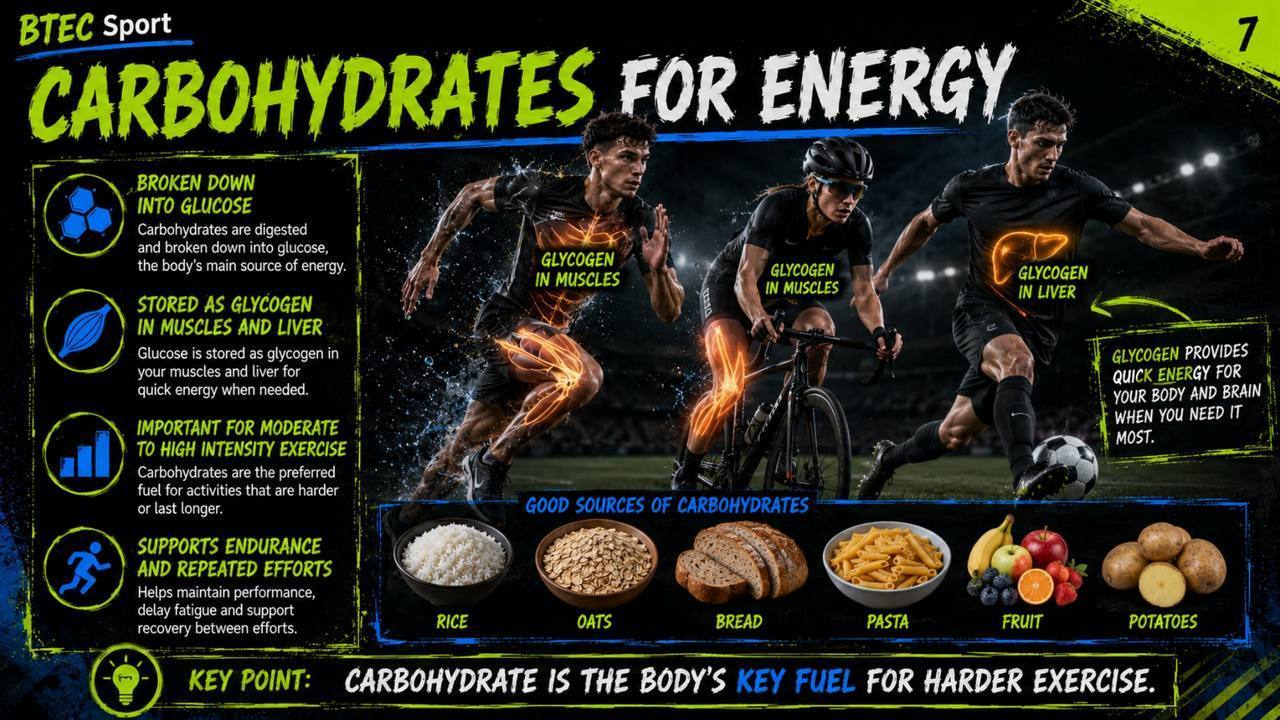 BTEC Sport
7
CARBOHYDRATES FOR ENERGY
BROKEN DOWN
INTO GLUCOSE
Carbohydrates are digested
and broken down into glucose,
the body's main source of energy.
STORED AS GLYCOGEN
IN MUSCLES AND LIVER
Glucose is stored as glycogen in
your muscles and liver for
quick energy when needed.
IMPORTANT FOR MODERATE
TO HIGH INTENSITY EXERCISE
Carbohydrates are the preferred
fuel for activities that are harder
or last longer.
SUPPORTS ENDURANCE
AND REPEATED EFFORTS
Helps maintain performance,
delay fatigue and support
recovery between efforts.
GLYCOGEN
IN MUSCLES
GLYCOGEN
IN MUSCLES
GLYCOGEN
IN LIVER
GLYCOGEN PROVIDES
QUICK ENERGY FOR
YOUR BODY AND BRAIN
WHEN YOU NEED IT
MOST.
GOOD SOURCES OF CARBOHYDRATES
RICE
OATS
BREAD
PASTA
FRUIT
POTATOES
KEY POINT: CARBOHYDRATE IS THE BODY'S KEY FUEL FOR HARDER EXERCISE.